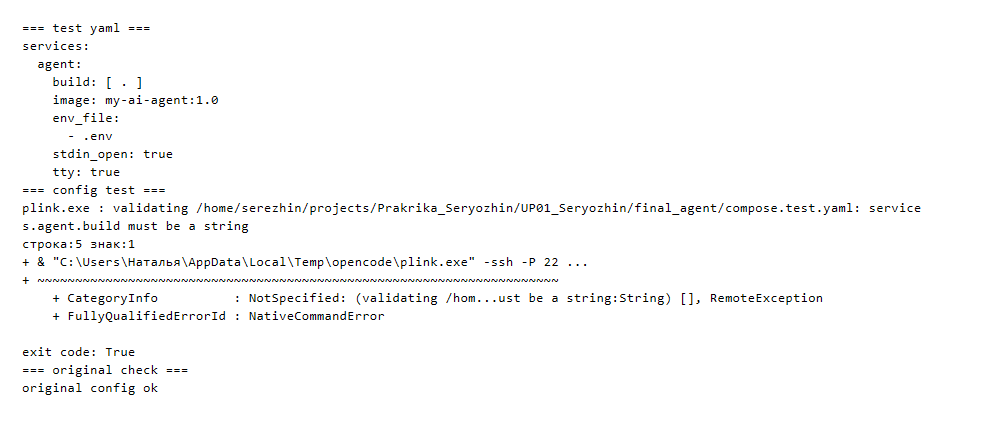 === test yaml ===
services:
  agent:
    build: [ . ]
    image: my-ai-agent:1.0
    env_file:
      - .env
    stdin_open: true
    tty: true
=== config test ===
plink.exe : validating /home/serezhin/projects/Prakrika_Seryozhin/UP01_Seryozhin/final_agent/compose.test.yaml: service
s.agent.build must be a string
строка:5 знак:1
+ & "C:\Users\Наталья\AppData\Local\Temp\opencode\plink.exe" -ssh -P 22 ...
+ ~~~~~~~~~~~~~~~~~~~~~~~~~~~~~~~~~~~~~~~~~~~~~~~~~~~~~~~~~~~~~~~~~~~~~
    + CategoryInfo          : NotSpecified: (validating /hom...ust be a string:String) [], RemoteException
    + FullyQualifiedErrorId : NativeCommandError

exit code: True
=== original check ===
original config ok